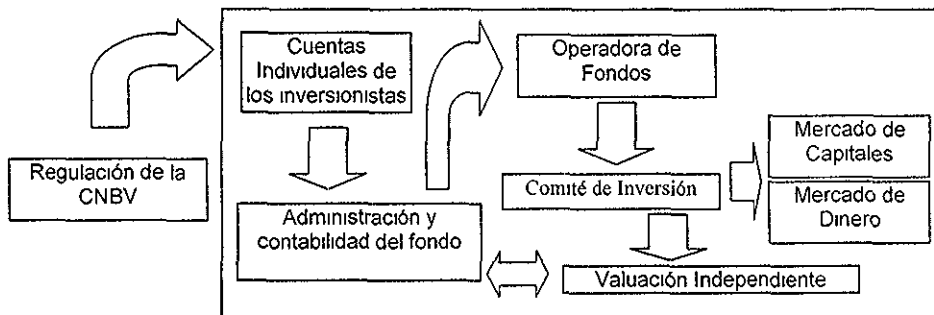 Cuentas
Individuales de
los inversionistas
Operadora de
Fondos
Mercado de
Capitales
Regulación de la
CNBV
Comité de Inversión
Mercado de
Dinero
Administración y
contabilidad del fondo
Valuación Independiente